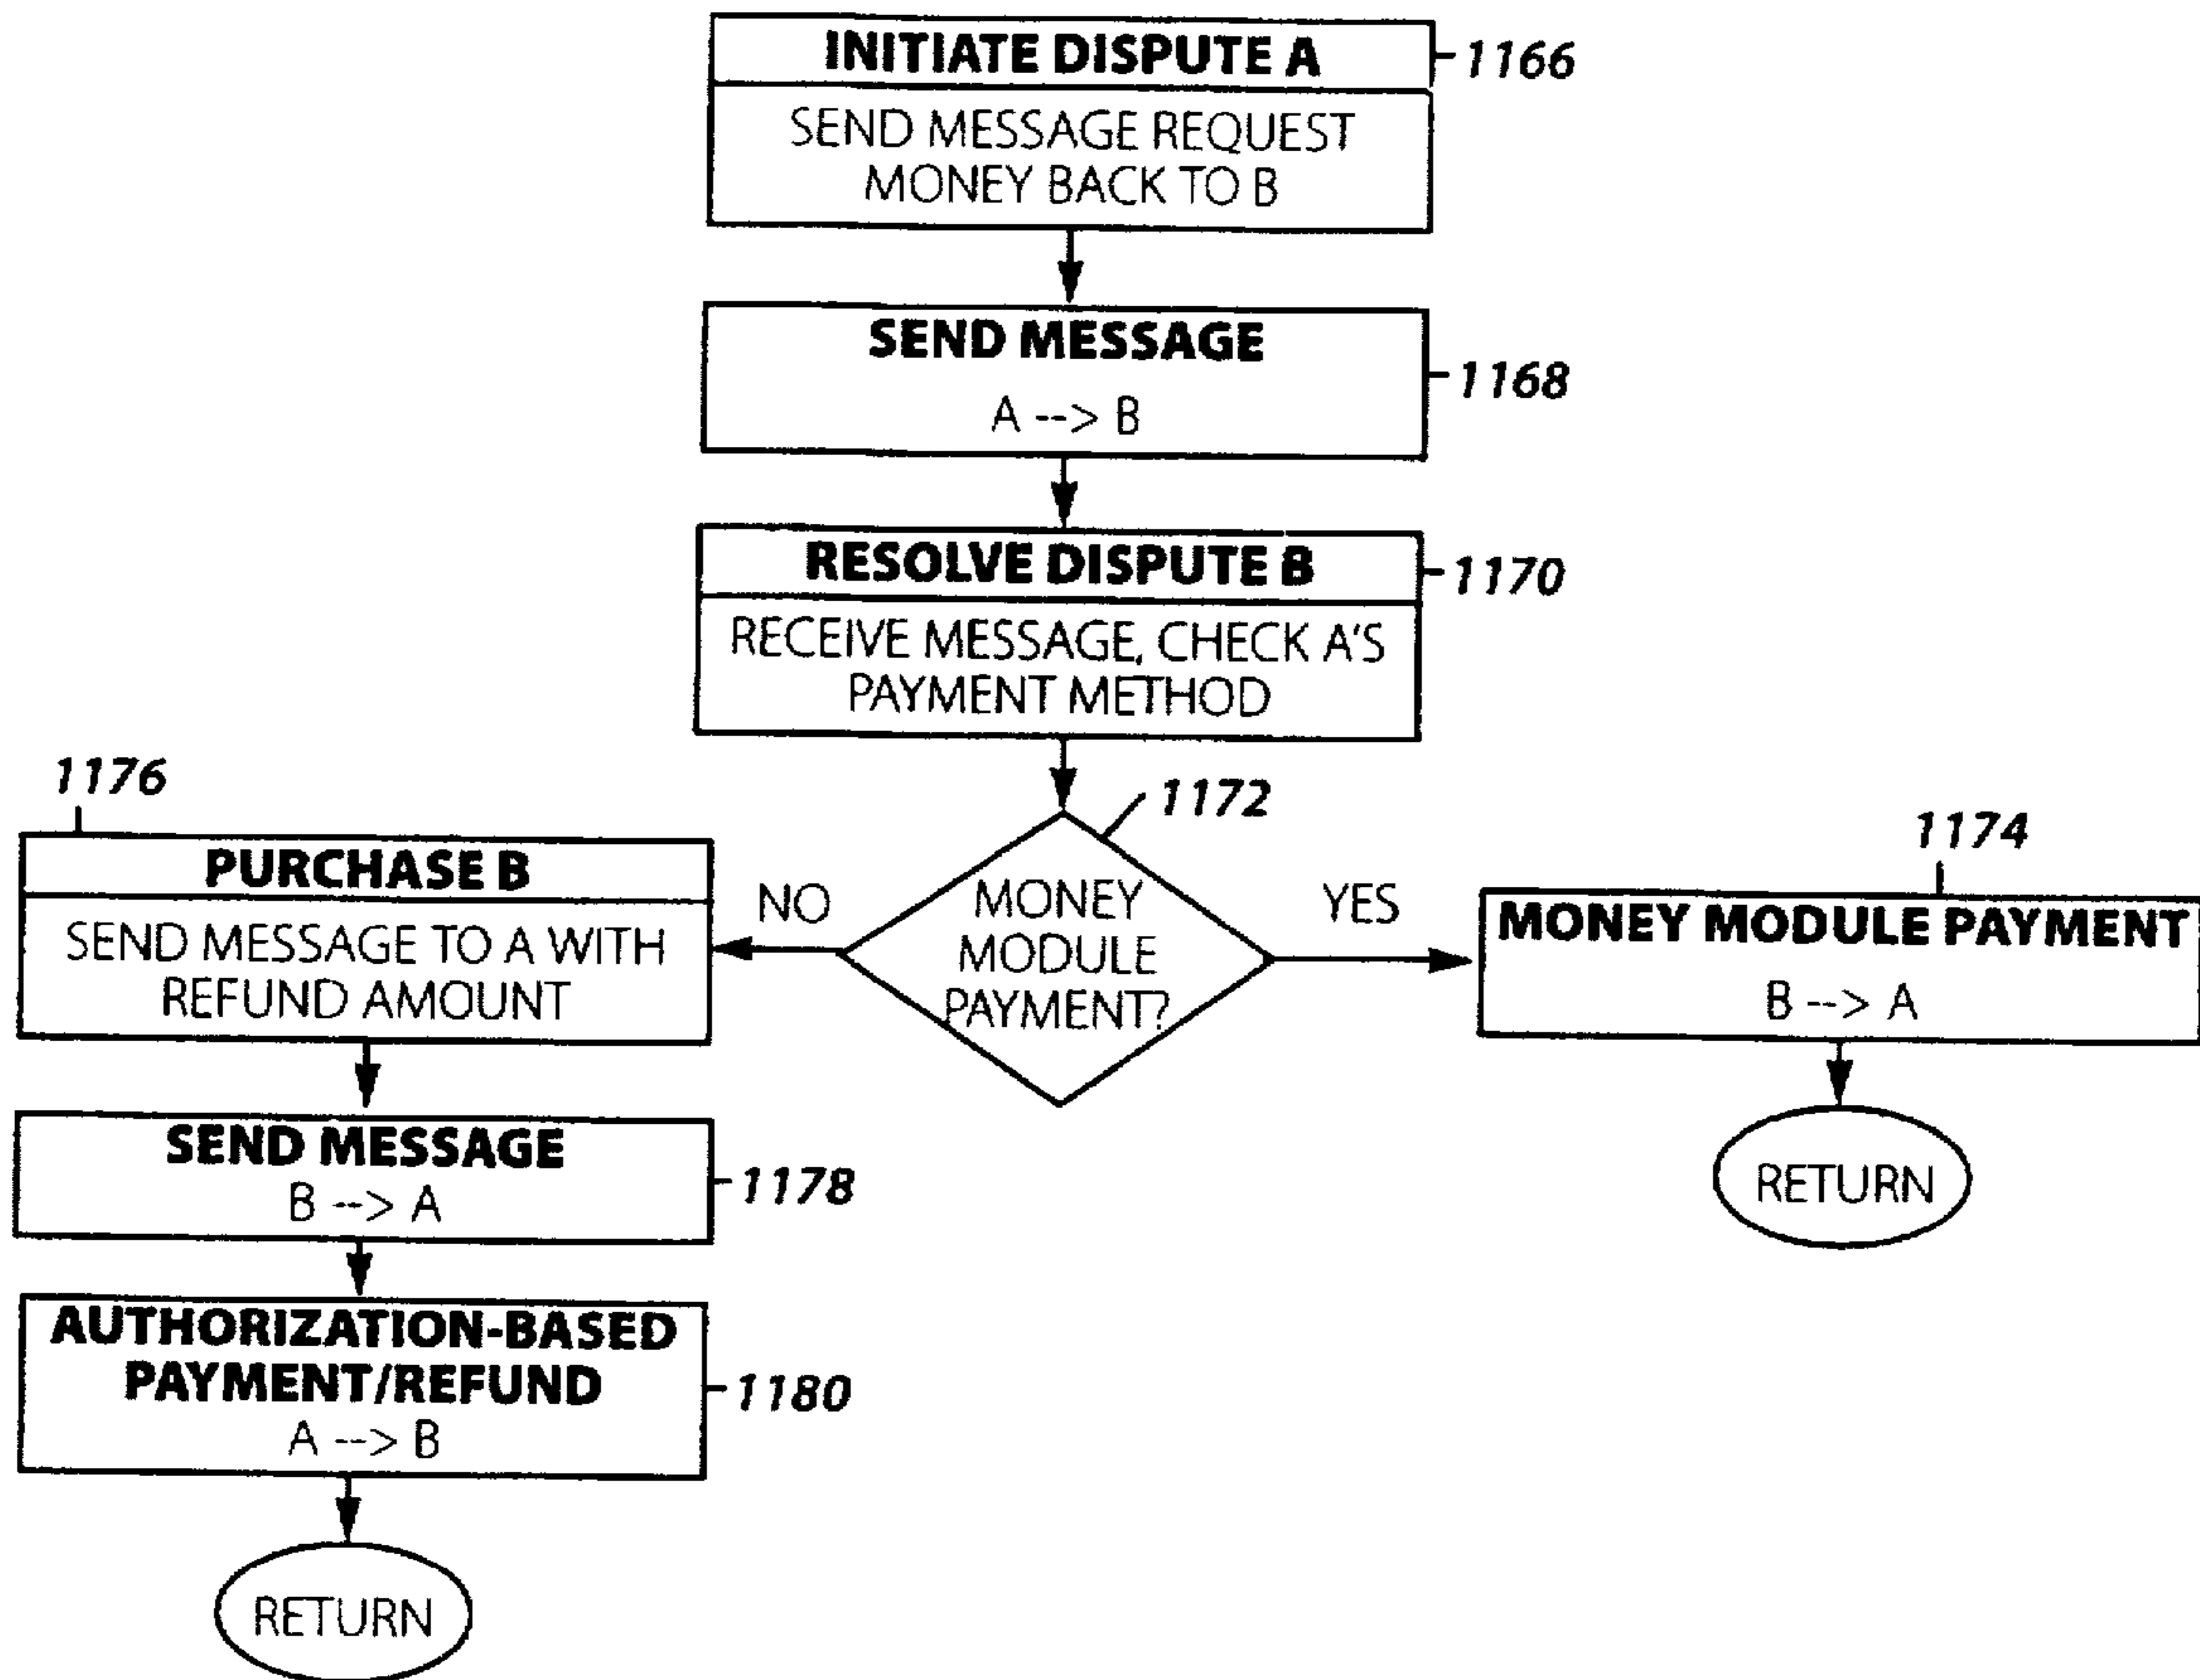 INITIATE DISPUTE A
1166
SEND MESSAGE REQUEST
MONEY BACK TO B
SEND MESSAGE
1168
A --> B
RESOLVE DISPUTE B
1170
RECEIVE MESSAGE, CHECK A'S
PAYMENT METHOD
1172
MONEY
MODULE
PAYMENT?
NO
YES
1176
PURCHASE B
SEND MESSAGE TO A WITH
REFUND AMOUNT
1174
MONEY MODULE PAYMENT
B --> A
RETURN
SEND MESSAGE
B --> A
1178
AUTHORIZATION-BASED
PAYMENT/REFUND
1180
A --> B
RETURN